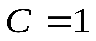 C = 1